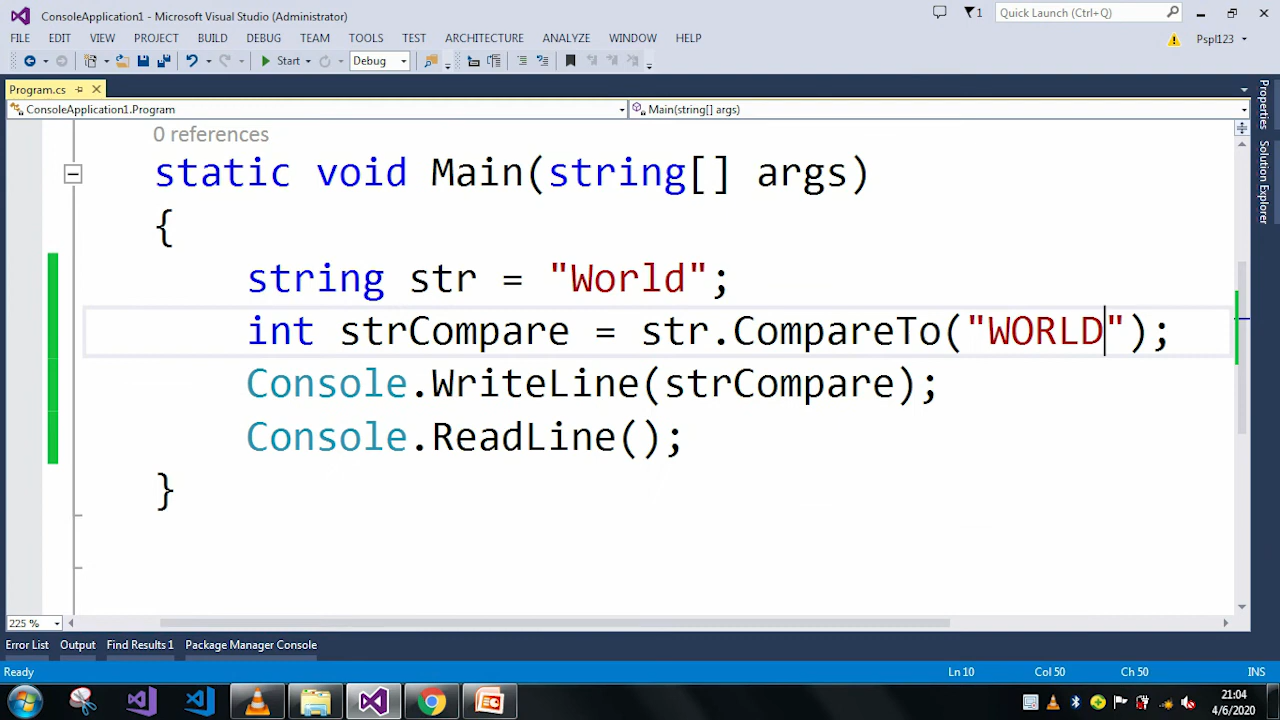 ConsoleApplication1 - Microsoft Visual Studio (Administrator)
1
Quick Launch (Ctrl+Q)
FILE EDIT VIEW PROJECT BUILD DEBUG TEAM TOOLS TEST ARCHITECTURE ANALYZE WINDOW HELP
Pspl123
Start
Debug
Program.cs
ConsoleApplication1.Program
Main(string[] args)
Properties
Solution Explorer
0 references
static void Main(string[] args)
{
string str = "World";
int strCompare = str.CompareTo("WORLD");
Console.WriteLine(strCompare);
Console.ReadLine();
}
225 %
Error List Output Find Results 1 Package Manager Console
Ready
Ln 10
Col 50
Ch 50
INS
21:04
4/6/2020